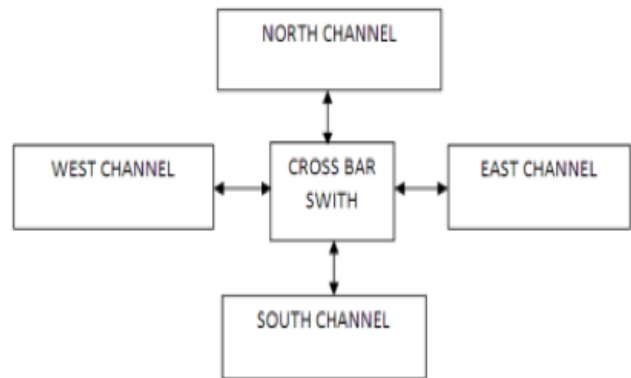 NORTH CHANNEL
WEST CHANNEL
CROSS BAR
SWITH
EAST CHANNEL
SOUTH CHANNEL